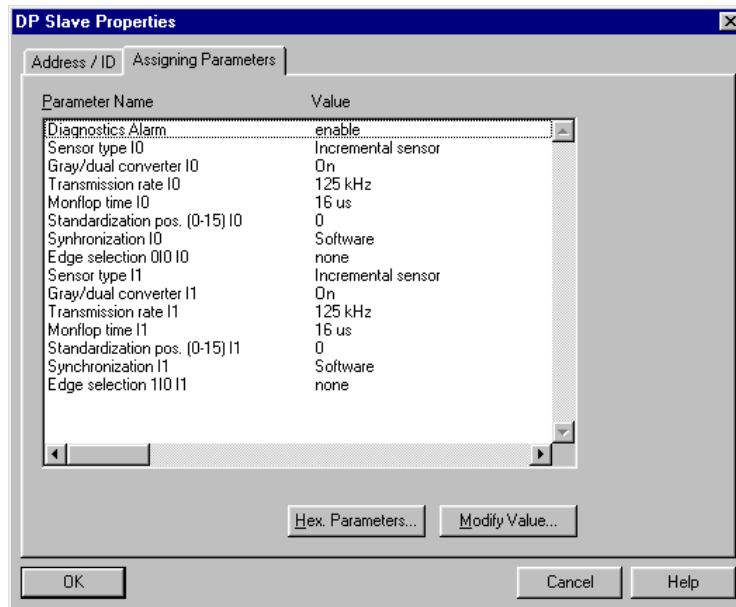 DP Slave Properties
Address / ID Assigning Parameters
Parameter Name Value
Diagnostics Alarm enable
Sensor type I0 Incremental sensor
Gray/dual converter I0 On
Transmission rate I0 125 kHz
Monflop time I0 16 us
Standardization pos. (0-15) I0 0
Synhronization I0 Software
Edge selection 0I0 I0 none
Sensor type I1 Incremental sensor
Gray/dual converter I1 On
Transmission rate I1 125 kHz
Monflop time I1 16 us
Standardization pos. (0-15) I1 0
Synchronization I1 Software
Edge selection 1I0 I1 none
Hex. Parameters... Modify Value...
OK Cancel Help